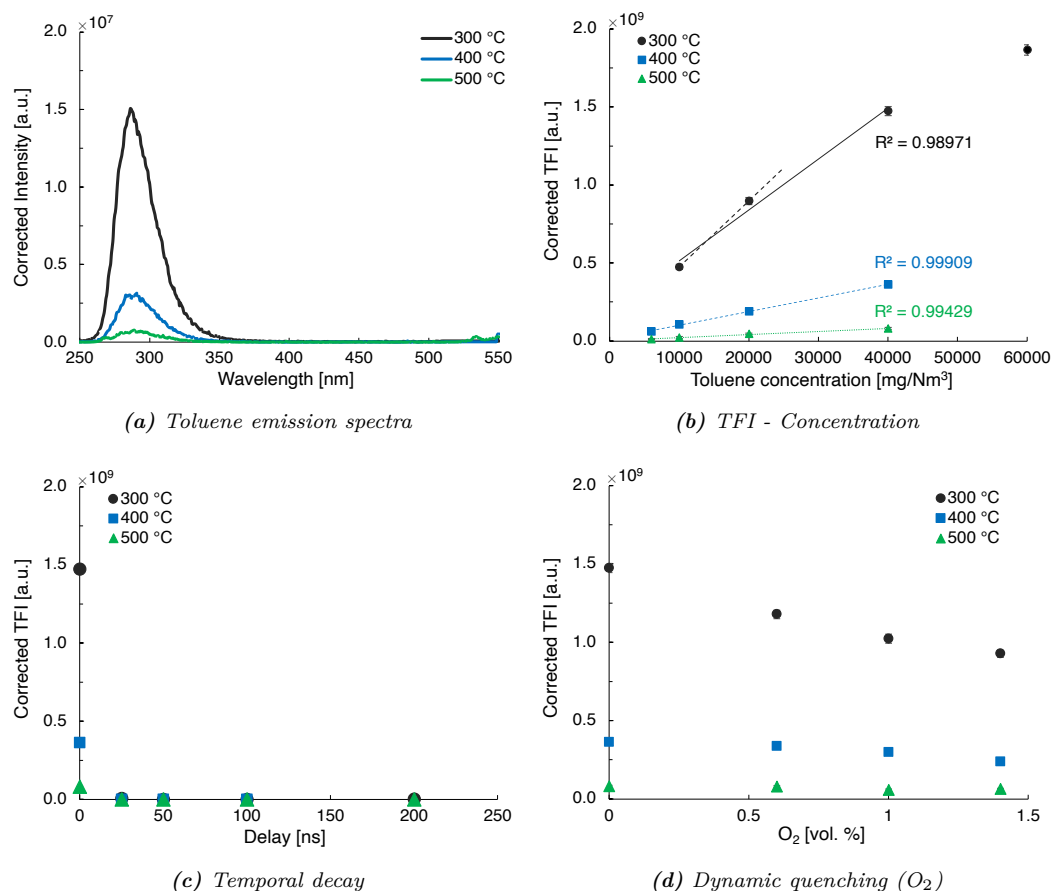 × 10⁷
2.0
1.5
1.0
0.5
0.0
Corrected Intensity [a.u.]
300 °C
400 °C
500 °C
250 300 350 400 450 500 550
Wavelength [nm]
(a) Toluene emission spectra
× 10⁹
2.0
1.5
1.0
0.5
0.0
Corrected TFI [a.u.]
300 °C
400 °C
500 °C
R² = 0.98971
R² = 0.99909
R² = 0.99429
0 10000 20000 30000 40000 50000 60000
Toluene concentration [mg/Nm³]
(b) TFI - Concentration
× 10⁹
2.0
1.5
1.0
0.5
0.0
Corrected TFI [a.u.]
300 °C
400 °C
500 °C
0 50 100 150 200 250
Delay [ns]
(c) Temporal decay
× 10⁹
2.0
1.5
1.0
0.5
0.0
Corrected TFI [a.u.]
300 °C
400 °C
500 °C
0 0.5 1 1.5
O₂ [vol. %]
(d) Dynamic quenching (O₂)